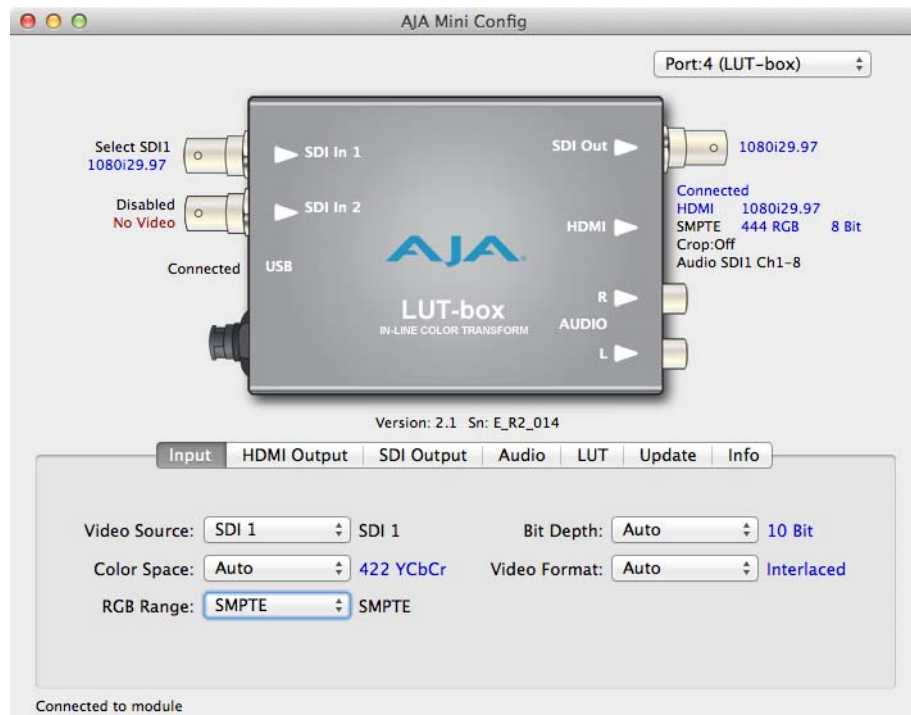 AJA Mini Config
Port:4 (LUT-box)
Select SDI1
1080i29.97
SDI In 1
SDI Out
1080i29.97
Disabled
No Video
SDI In 2
HDMI
Connected
HDMI 1080i29.97
SMPTE 444 RGB 8 Bit
Crop:Off
Audio SDI1 Ch1-8
Connected
USB
AJA
LUT-box
IN-LINE COLOR TRANSFORM
R
AUDIO
L
Version: 2.1 Sn: E_R2_014
Input HDMI Output SDI Output Audio LUT Update Info
Video Source: SDI 1 SDI 1 Bit Depth: Auto 10 Bit
Color Space: Auto 422 YCbCr Video Format: Auto Interlaced
RGB Range: SMPTE SMPTE
Connected to module